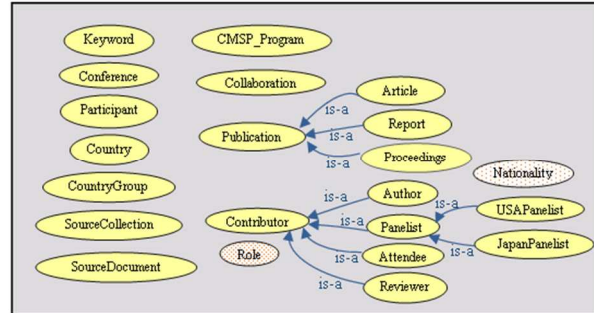 Keyword
Conference
Participant
Country
CountryGroup
SourceCollection
SourceDocument
CMSP_Program
Collaboration
Publication
is-a
is-a
is-a
Article
Report
Proceedings
Nationality
Contributor
Role
is-a
is-a
is-a
is-a
Author
Panelist
Attendee
Reviewer
is-a
is-a
USAPanelist
JapanPanelist